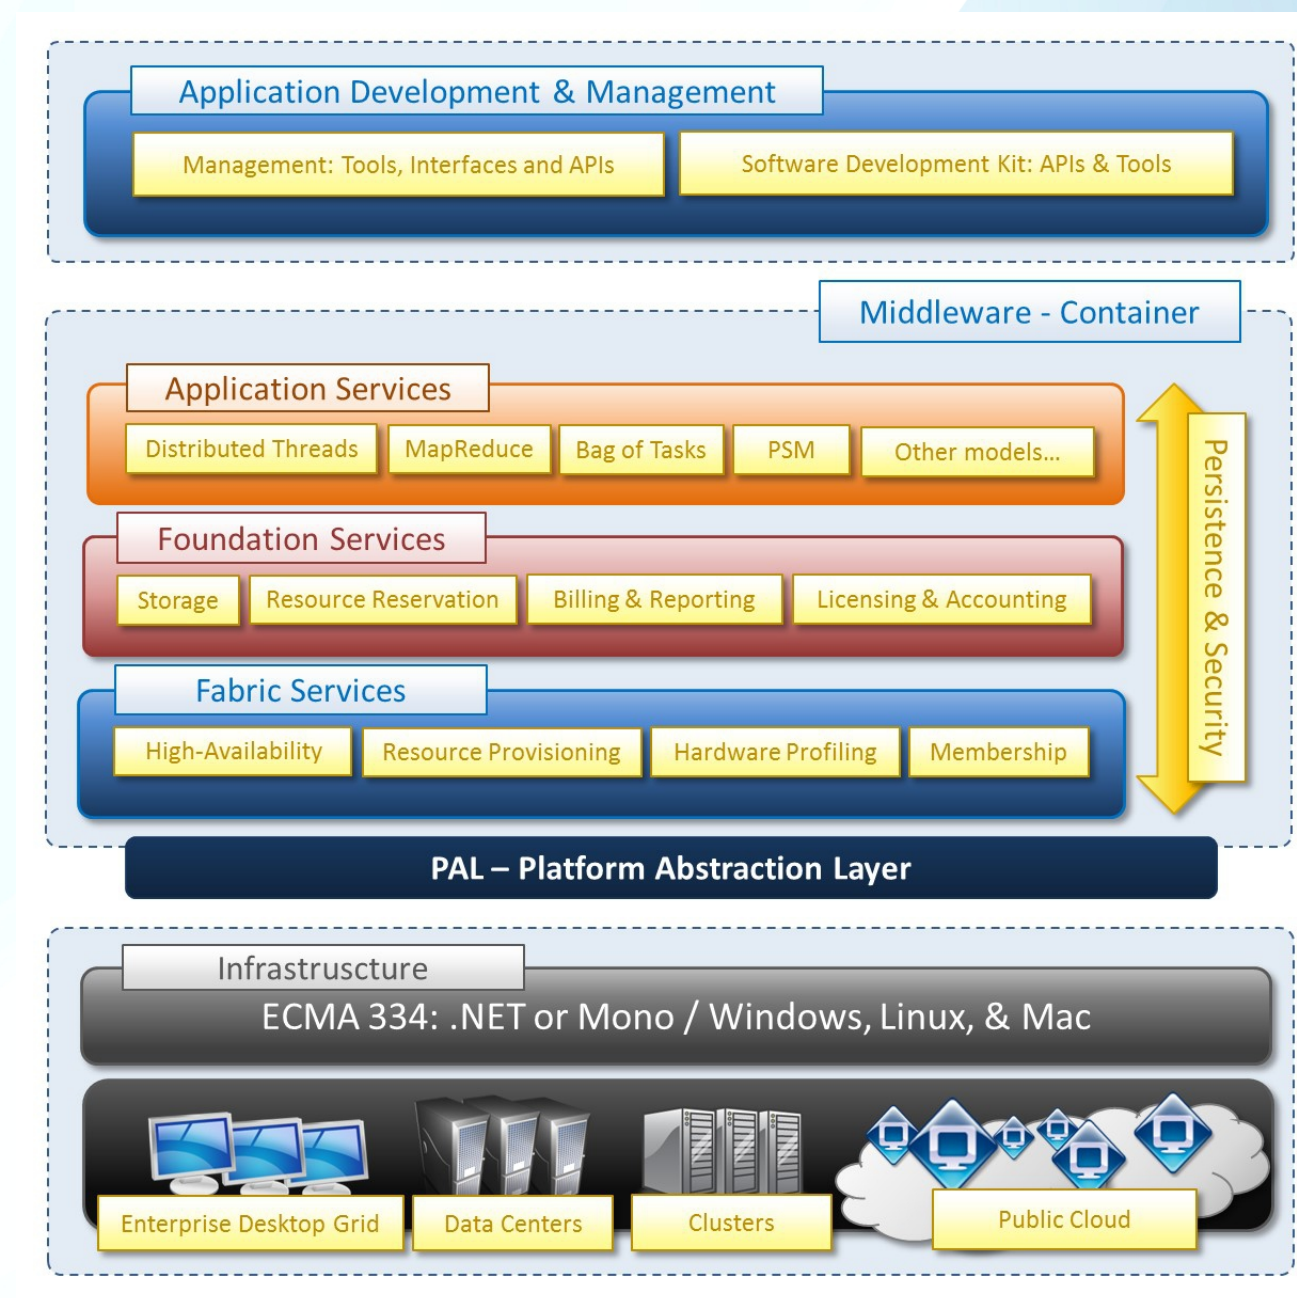 Application Development & Management
Management: Tools, Interfaces and APIs
Software Development Kit: APIs & Tools
Middleware - Container
Application Services
Distributed Threads
MapReduce
Bag of Tasks
PSM
Other models...
Foundation Services
Storage
Resource Reservation
Billing & Reporting
Licensing & Accounting
Fabric Services
High-Availability
Resource Provisioning
Hardware Profiling
Membership
Persistence & Security
PAL – Platform Abstraction Layer
Infrastruscture
ECMA 334: .NET or Mono / Windows, Linux, & Mac
Enterprise Desktop Grid
Data Centers
Clusters
Public Cloud